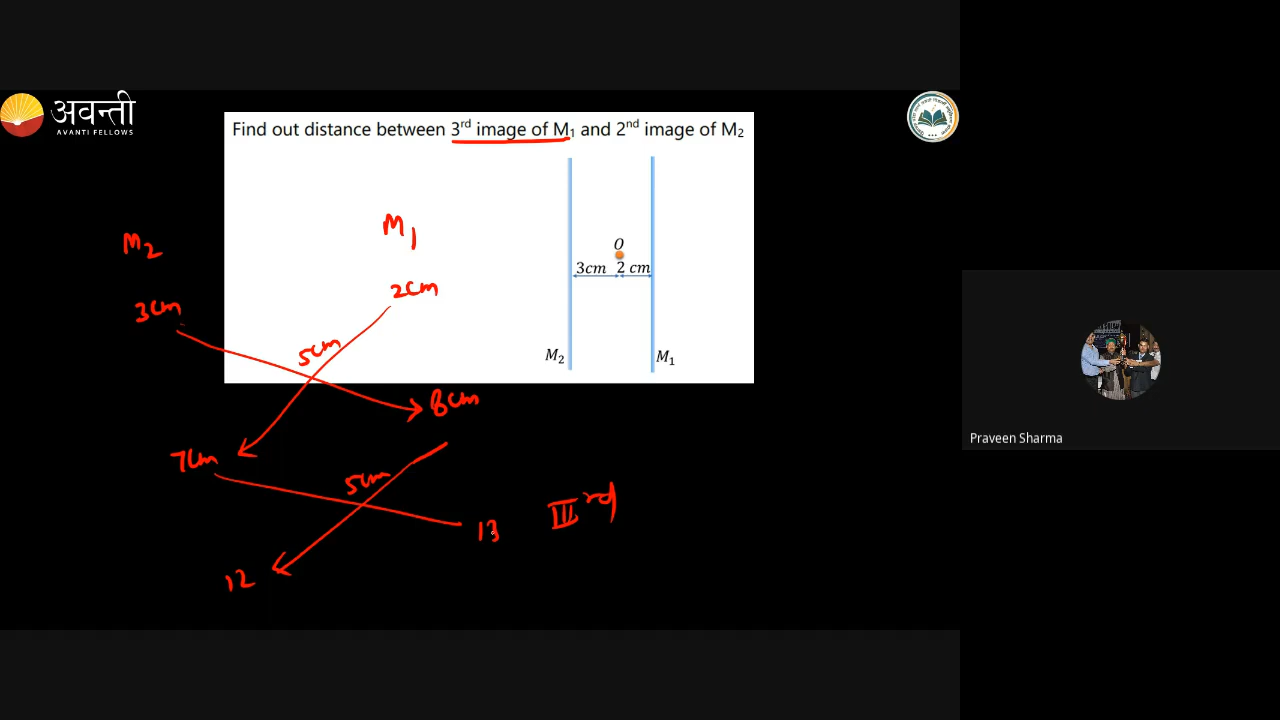 अवन्ती
AVANTI FELLOWS
Find out distance between 3rd image of M1 and 2nd image of M2
M2
M1
3cm
2cm
5cm
8cm
7cm
5cm
13
IIIrd
12
O
3cm
2 cm
M2
M1
Praveen Sharma